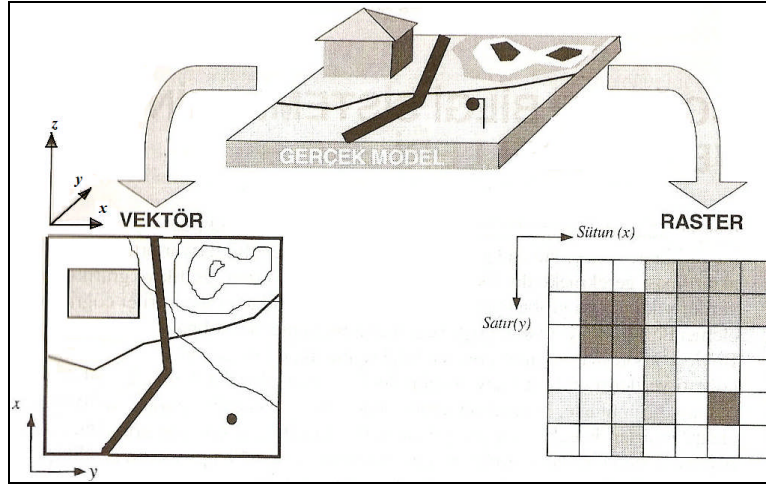 GERÇEK MODEL
z
y
x
VEKTÖR
RASTER
Sütun (x)
Satır(y)
x
y